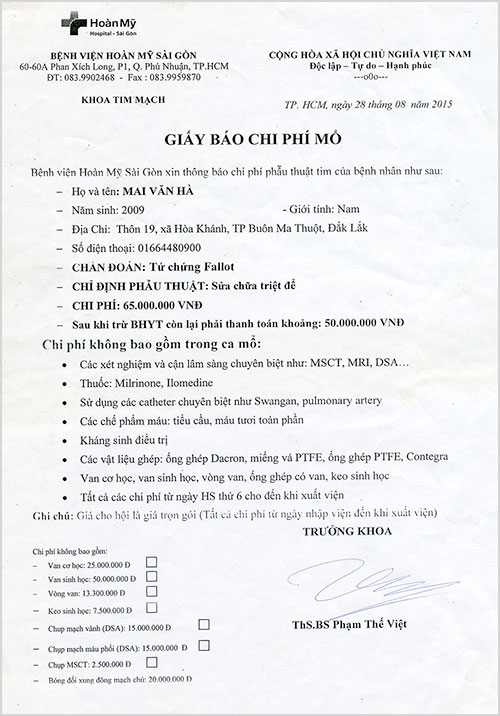 Hoàn Mỹ
Hospital - Sài Gòn
BỆNH VIỆN HOÀN MỸ SÀI GÒN
60-60A Phan Xích Long, P1, Q. Phú Nhuận, TP.HCM
ĐT: 083.9902468 - Fax : 083.9959870
KHOA TIM MẠCH
CỘNG HÒA XÃ HỘI CHỦ NGHĨA VIỆT NAM
Độc lập – Tự do – Hạnh phúc
---o0o---
TP. HCM, ngày 28 tháng 08 năm 2015
GIẤY BÁO CHI PHÍ MỔ
Bệnh viện Hoàn Mỹ Sài Gòn xin thông báo chi phí phẫu thuật tim của bệnh nhân như sau:
– Họ và tên: MAI VĂN HÀ
– Năm sinh: 2009 - Giới tính: Nam
– Địa Chỉ: Thôn 19, xã Hòa Khánh, TP Buôn Ma Thuột, Đắk Lắk
– Số điện thoại: 01664480900
– CHẨN ĐOÁN: Tứ chứng Fallot
– CHỈ ĐỊNH PHẪU THUẬT: Sửa chữa triệt để
– CHI PHÍ: 65.000.000 VNĐ
– Sau khi trừ BHYT còn lại phải thanh toán khoảng: 50.000.000 VNĐ
Chi phí không bao gồm trong ca mổ:
• Các xét nghiệm và cận lâm sàng chuyên biệt như: MSCT, MRI, DSA…
• Thuốc: Milrinone, Ilomedine
• Sử dụng các catheter chuyên biệt như Swangan, pulmonary artery
• Các chế phẩm máu: tiểu cầu, máu tươi toàn phần
• Kháng sinh điều trị
• Các vật liệu ghép: ống ghép Dacron, miếng vá PTFE, ống ghép PTFE, Contegra
• Van cơ học, van sinh học, vòng van, ống ghép có van, keo sinh học
• Tất cả các chi phí từ ngày HS thứ 6 cho đến khi xuất viện
Ghi chú: Giá cho hội là giá trọn gói (Tất cả chi phí từ ngày nhập viện đến khi xuất viện)
TRƯỞNG KHOA
Chi phí không bao gồm:
– Van cơ học: 25.000.000 Đ
– Van sinh học: 50.000.000 Đ
– Vòng van: 13.300.000 Đ
– Keo sinh học: 7.500.000 Đ
– Chụp mạch vành (DSA): 15.000.000 Đ
– Chụp mạch máu phổi (DSA): 15.000.000 Đ
– Chụp MSCT: 2.500.000 Đ
– Bóng đối xung động mạch chủ: 20.000.000 Đ
ThS.BS Phạm Thế Việt